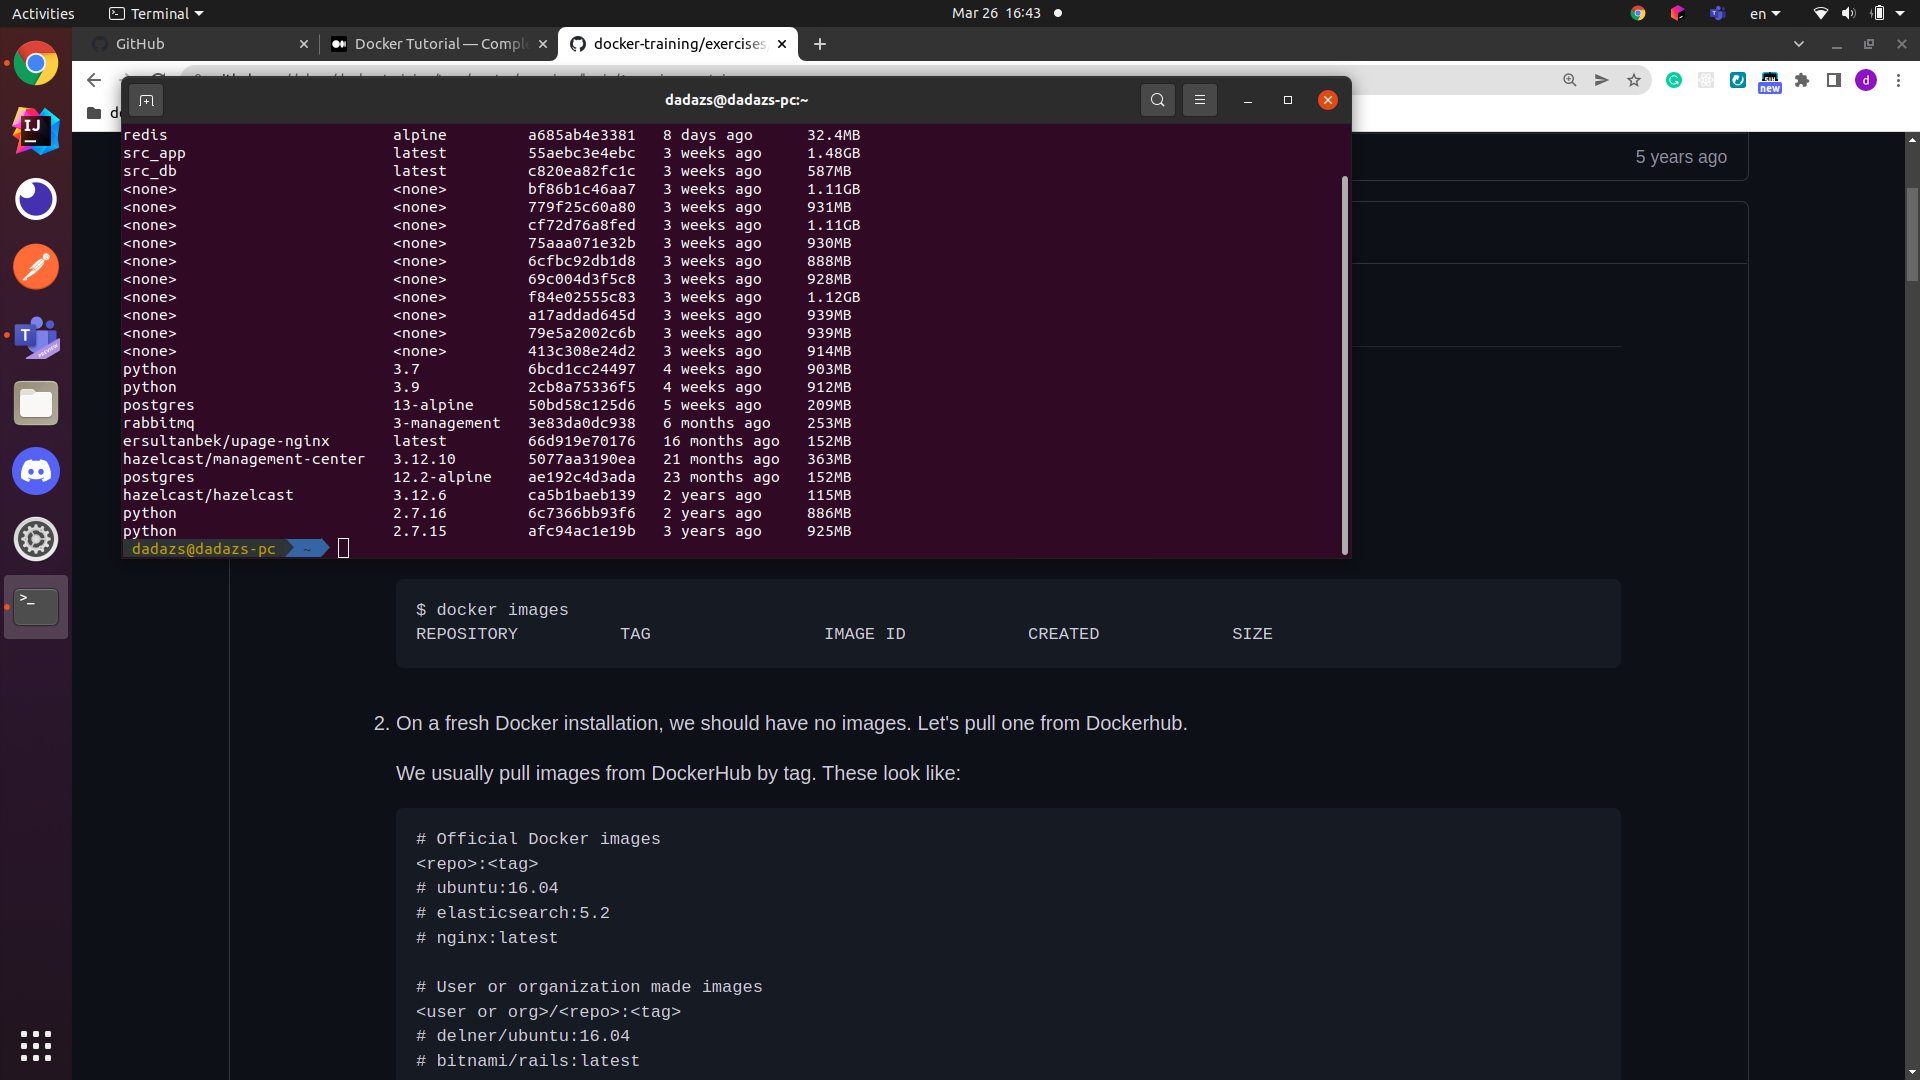 Activities Terminal Mar 26 16:43 en
GitHub Docker Tutorial — Comple docker-training/exercises
new d
dadazs@dadazs-pc:~
redis alpine a685ab4e3381 8 days ago 32.4MB
src_app latest 55aebc3e4ebc 3 weeks ago 1.48GB
src_db latest c820ea82fc1c 3 weeks ago 587MB
<none> <none> bf86b1c46aa7 3 weeks ago 1.11GB
<none> <none> 779f25c60a80 3 weeks ago 931MB
<none> <none> cf72d76a8fed 3 weeks ago 1.11GB
<none> <none> 75aaa071e32b 3 weeks ago 930MB
<none> <none> 6cfbc92db1d8 3 weeks ago 888MB
<none> <none> 69c004d3f5c8 3 weeks ago 928MB
<none> <none> f84e02555c83 3 weeks ago 1.12GB
<none> <none> a17addad645d 3 weeks ago 939MB
<none> <none> 79e5a2002c6b 3 weeks ago 939MB
<none> <none> 413c308e24d2 3 weeks ago 914MB
python 3.7 6bcd1cc24497 4 weeks ago 903MB
python 3.9 2cb8a75336f5 4 weeks ago 912MB
postgres 13-alpine 50bd58c125d6 5 weeks ago 209MB
rabbitmq 3-management 3e83da0dc938 6 months ago 253MB
ersultanbek/upage-nginx latest 66d919e70176 16 months ago 152MB
hazelcast/management-center 3.12.10 5077aa3190ea 21 months ago 363MB
postgres 12.2-alpine ae192c4d3ada 23 months ago 152MB
hazelcast/hazelcast 3.12.6 ca5b1baeb139 2 years ago 115MB
python 2.7.16 6c7366bb93f6 2 years ago 886MB
python 2.7.15 afc94ac1e19b 3 years ago 925MB
dadazs@dadazs-pc ~
5 years ago
$ docker images
REPOSITORY TAG IMAGE ID CREATED SIZE
2. On a fresh Docker installation, we should have no images. Let's pull one from Dockerhub.
We usually pull images from DockerHub by tag. These look like:
# Official Docker images
<repo>:<tag>
# ubuntu:16.04
# elasticsearch:5.2
# nginx:latest
# User or organization made images
<user or org>/<repo>:<tag>
# delner/ubuntu:16.04
# bitnami/rails:latest